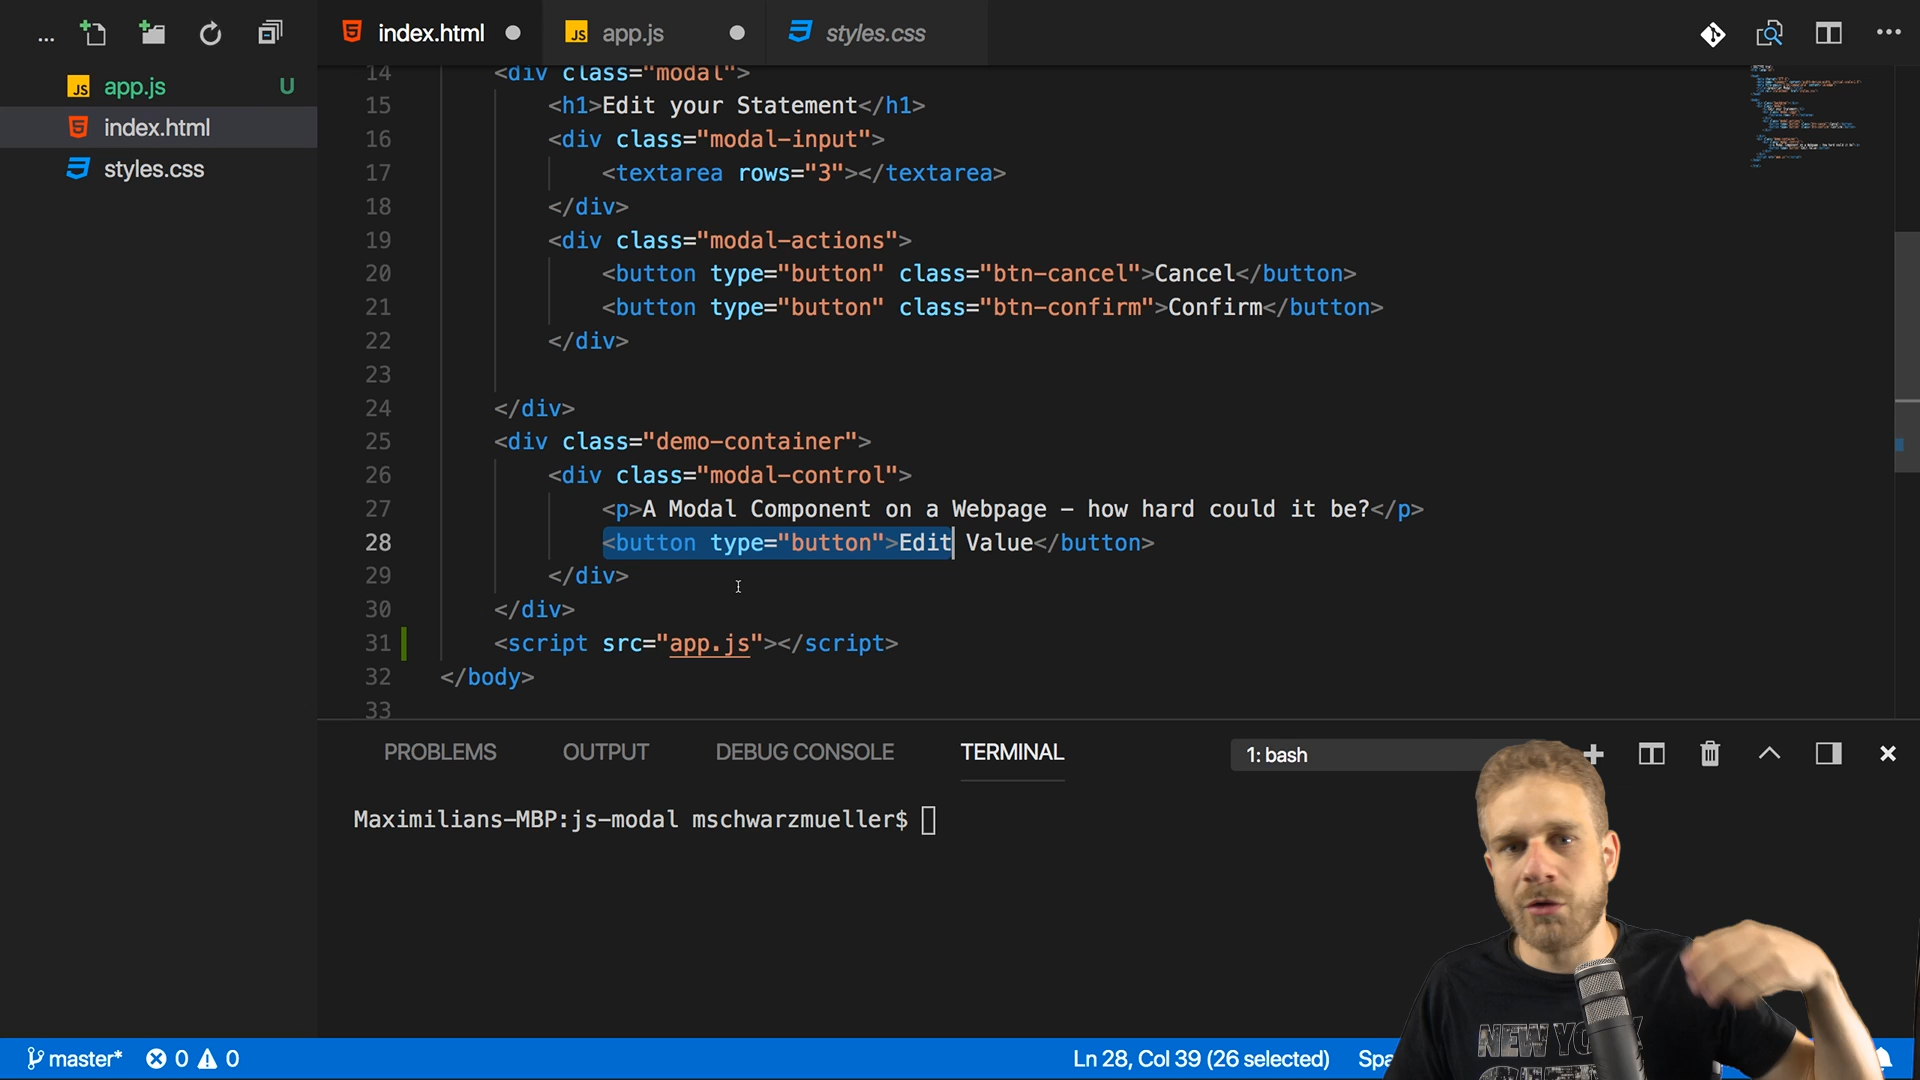 ... index.html app.js styles.css ...
JS app.js U
index.html
styles.css
14 <div class="modal">
15 <h1>Edit your Statement</h1>
16 <div class="modal-input">
17 <textarea rows="3"></textarea>
18 </div>
19 <div class="modal-actions">
20 <button type="button" class="btn-cancel">Cancel</button>
21 <button type="button" class="btn-confirm">Confirm</button>
22 </div>
23
24 </div>
25 <div class="demo-container">
26 <div class="modal-control">
27 <p>A Modal Component on a Webpage – how hard could it be?</p>
28 <button type="button">Edit Value</button>
29 </div>
30 </div>
31 <script src="app.js"></script>
32 </body>
33
PROBLEMS OUTPUT DEBUG CONSOLE TERMINAL 1: bash
Maximilians-MBP:js-modal mschwarzmueller$
NEW YO
master* 0 0 Ln 28, Col 39 (26 selected) Spa